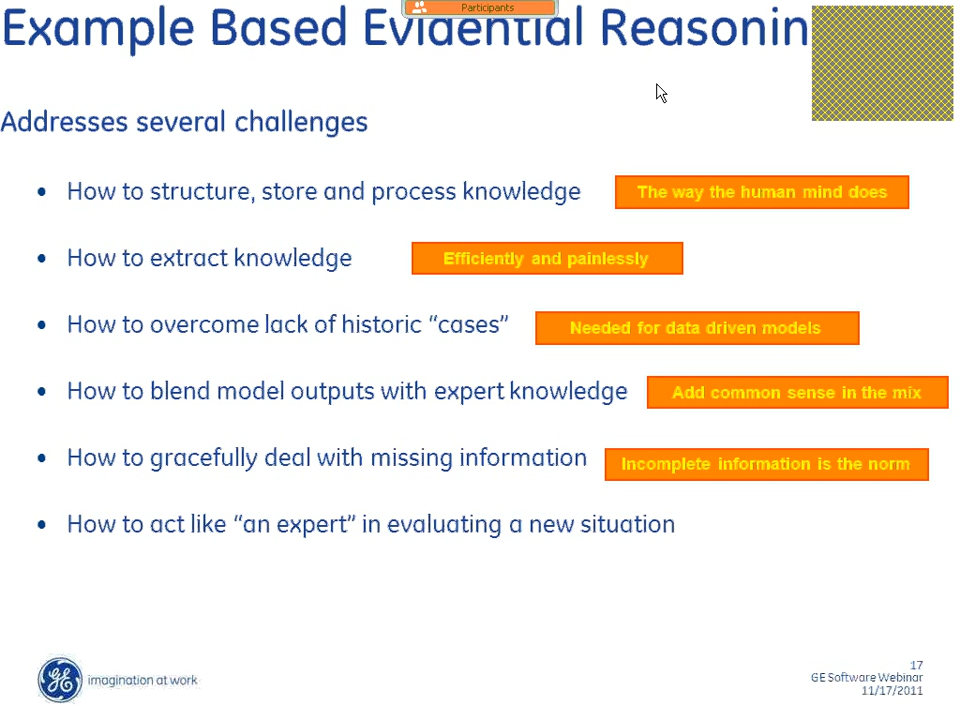 Participants
Example Based Evidential Reasonin
Addresses several challenges
• How to structure, store and process knowledge
The way the human mind does
• How to extract knowledge
Efficiently and painlessly
• How to overcome lack of historic “cases”
Needed for data driven models
• How to blend model outputs with expert knowledge
Add common sense in the mix
• How to gracefully deal with missing information
Incomplete information is the norm
• How to act like “an expert” in evaluating a new situation
GE
imagination at work
17
GE Software Webinar
11/17/2011